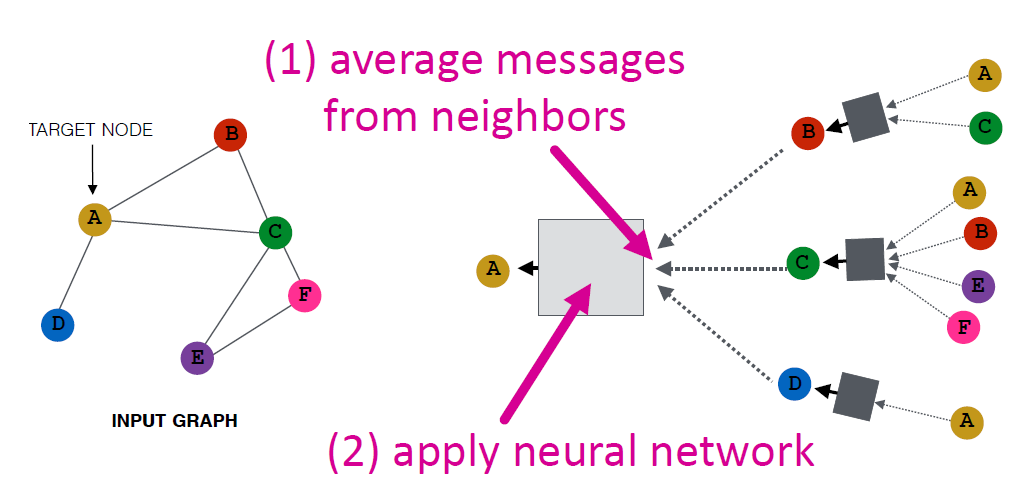 (1) average messages
from neighbors
TARGET NODE
A
B
C
D
E
F
INPUT GRAPH
A
B
C
D
A
C
A
B
E
F
A
(2) apply neural network